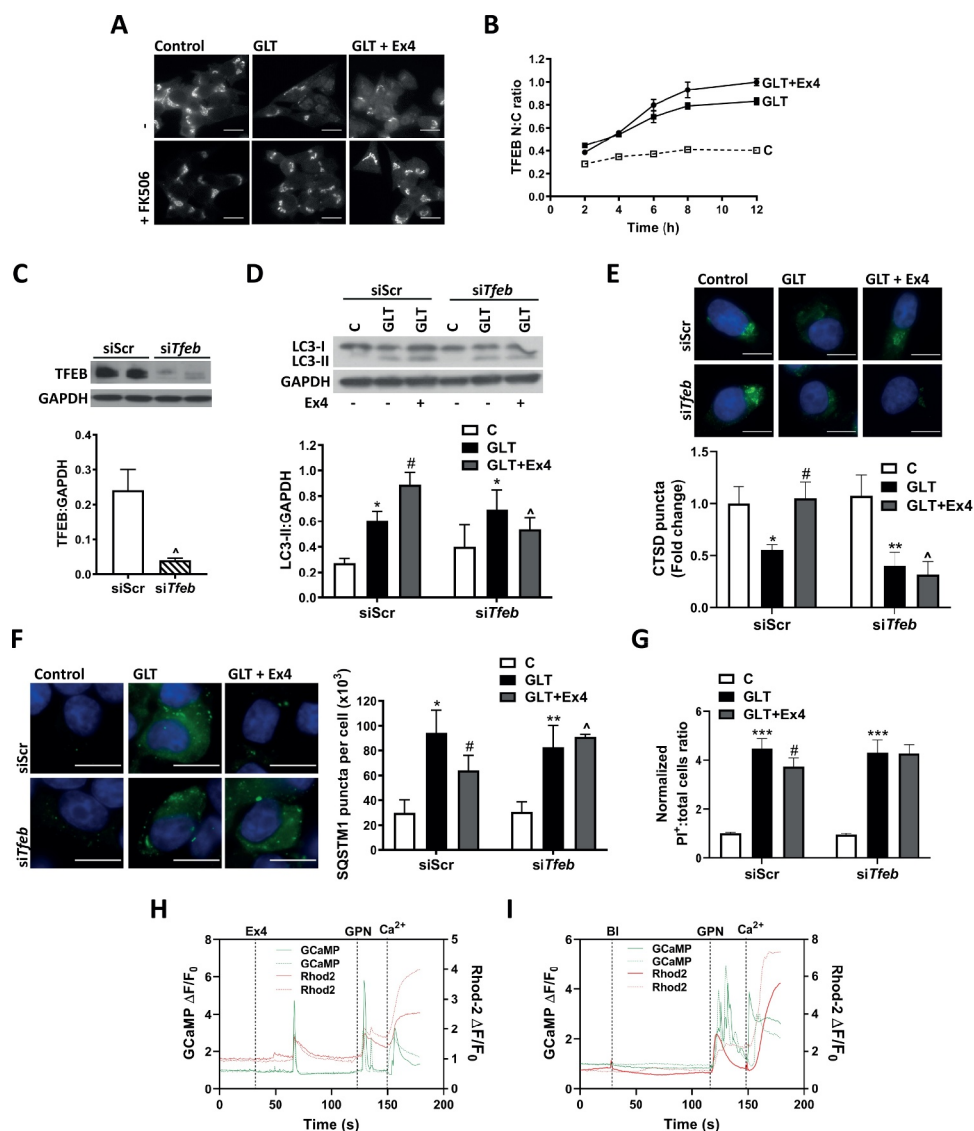 A
Control GLT GLT + Ex4
-
+ FK506
B
TFEB N:C ratio
1.2
1.0
0.8
0.6
0.4
0.2
0.0
0 2 4 6 8 10 12
Time (h)
GLT+Ex4
GLT
C
C
siScr siTfeb
TFEB
GAPDH
TFEB:GAPDH
0.4
0.3
0.2
0.1
0.0
^
siScr siTfeb
D
siScr siTfeb
C GLT GLT C GLT GLT
LC3-I
LC3-II
GAPDH
Ex4 - - + - - +
C
GLT
GLT+Ex4
LC3-II:GAPDH
1.2
1.0
0.8
0.6
0.4
0.2
0.0
* # * ^
siScr siTfeb
E
Control GLT GLT + Ex4
siScr
siTfeb
C
GLT
GLT+Ex4
CTSD puncta
(Fold change)
1.5
1.0
0.5
0.0
* # ** ^
siScr siTfeb
F
Control GLT GLT + Ex4
siScr
siTfeb
C
GLT
GLT+Ex4
SQSTM1 puncta per cell (x10³)
120
100
80
60
40
20
0
* # ** ^
siScr siTfeb
G
C
GLT
GLT+Ex4
Normalized
PI⁺:total cells ratio
6
4
2
0
*** # ***
siScr siTfeb
H
Ex4 GPN Ca²⁺
GCaMP
GCaMP
Rhod2
Rhod2
GCaMP ΔF/F₀
8
6
4
2
0
Rhod-2 ΔF/F₀
5
4
3
2
1
0
0 50 100 150 200
Time (s)
I
BI GPN Ca²⁺
GCaMP
GCaMP
Rhod2
Rhod2
GCaMP ΔF/F₀
6
4
2
0
Rhod-2 ΔF/F₀
8
6
4
2
0
0 50 100 150 200
Time (s)